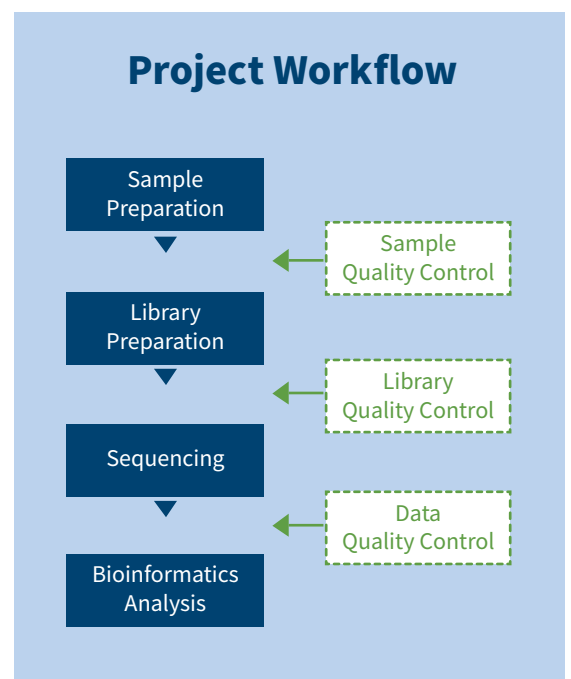 Project Workflow
Sample
Preparation
Sample
Quality Control
Library
Preparation
Library
Quality Control
Sequencing
Data
Quality Control
Bioinformatics
Analysis